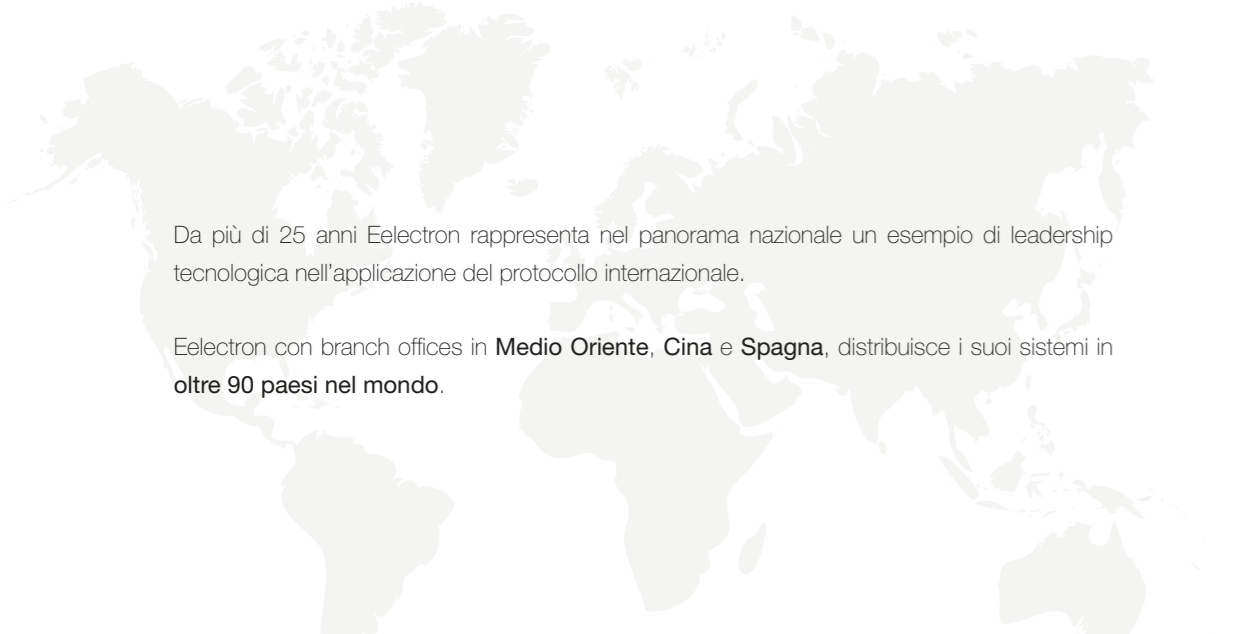 Da più di 25 anni Eelectron rappresenta nel panorama nazionale un esempio di leadership
tecnologica nell'applicazione del protocollo internazionale.
Eelectron con branch offices in Medio Oriente, Cina e Spagna, distribuisce i suoi sistemi in
oltre 90 paesi nel mondo.